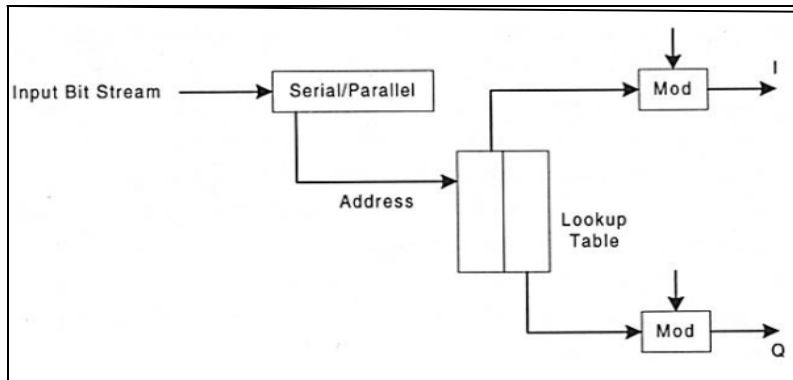 Input Bit Stream
Serial/Parallel
Address
Lookup
Table
Mod
I
Mod
Q